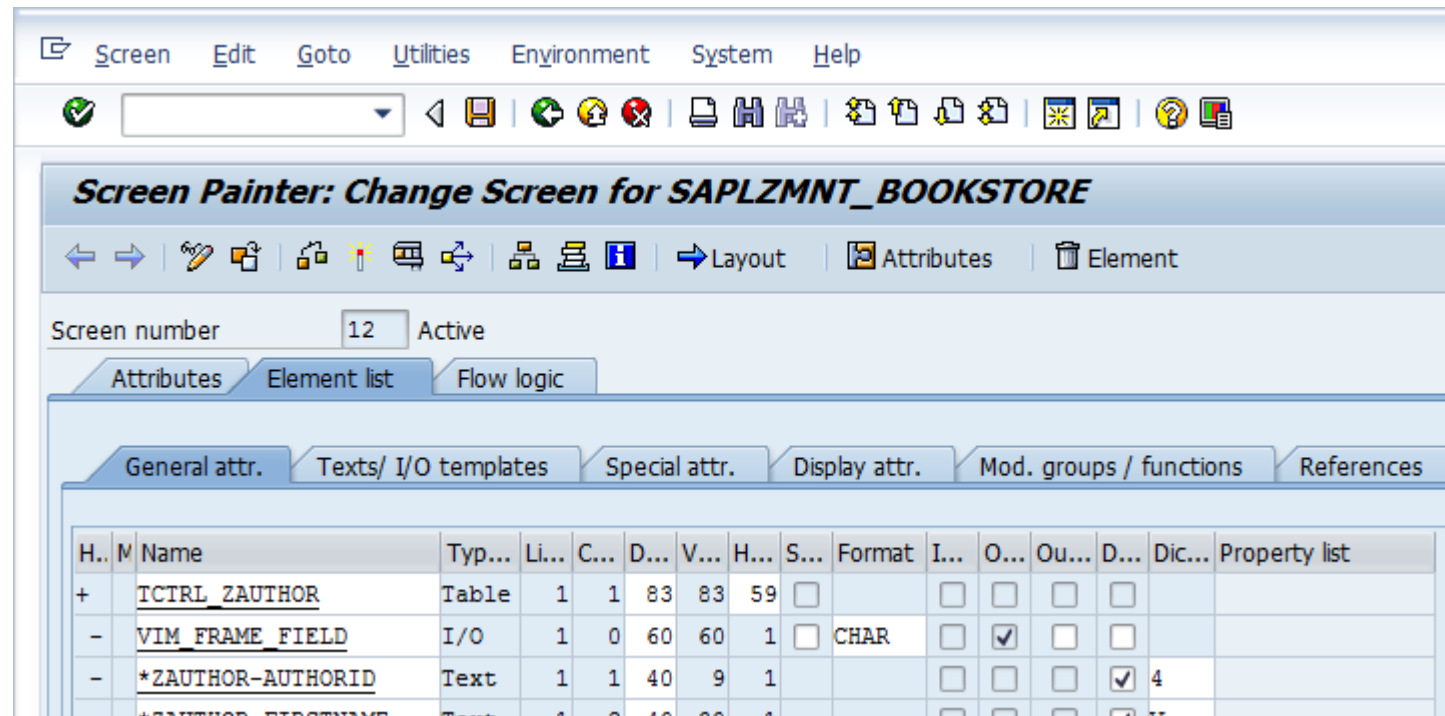 Screen Edit Goto Utilities Environment System Help
Screen Painter: Change Screen for SAPLZMNT_BOOKSTORE
Layout Attributes Element
Screen number 12 Active
Attributes Element list Flow logic
General attr. Texts/ I/O templates Special attr. Display attr. Mod. groups / functions References
H.. M Name Typ... Li... C... D... V... H... S... Format I... O... Ou... D... Dic... Property list
+ TCTRL_ZAUTHOR Table 1 1 83 83 59
- VIM_FRAME_FIELD I/O 1 0 60 60 1 CHAR
- *ZAUTHOR-AUTHORID Text 1 1 40 9 1 4